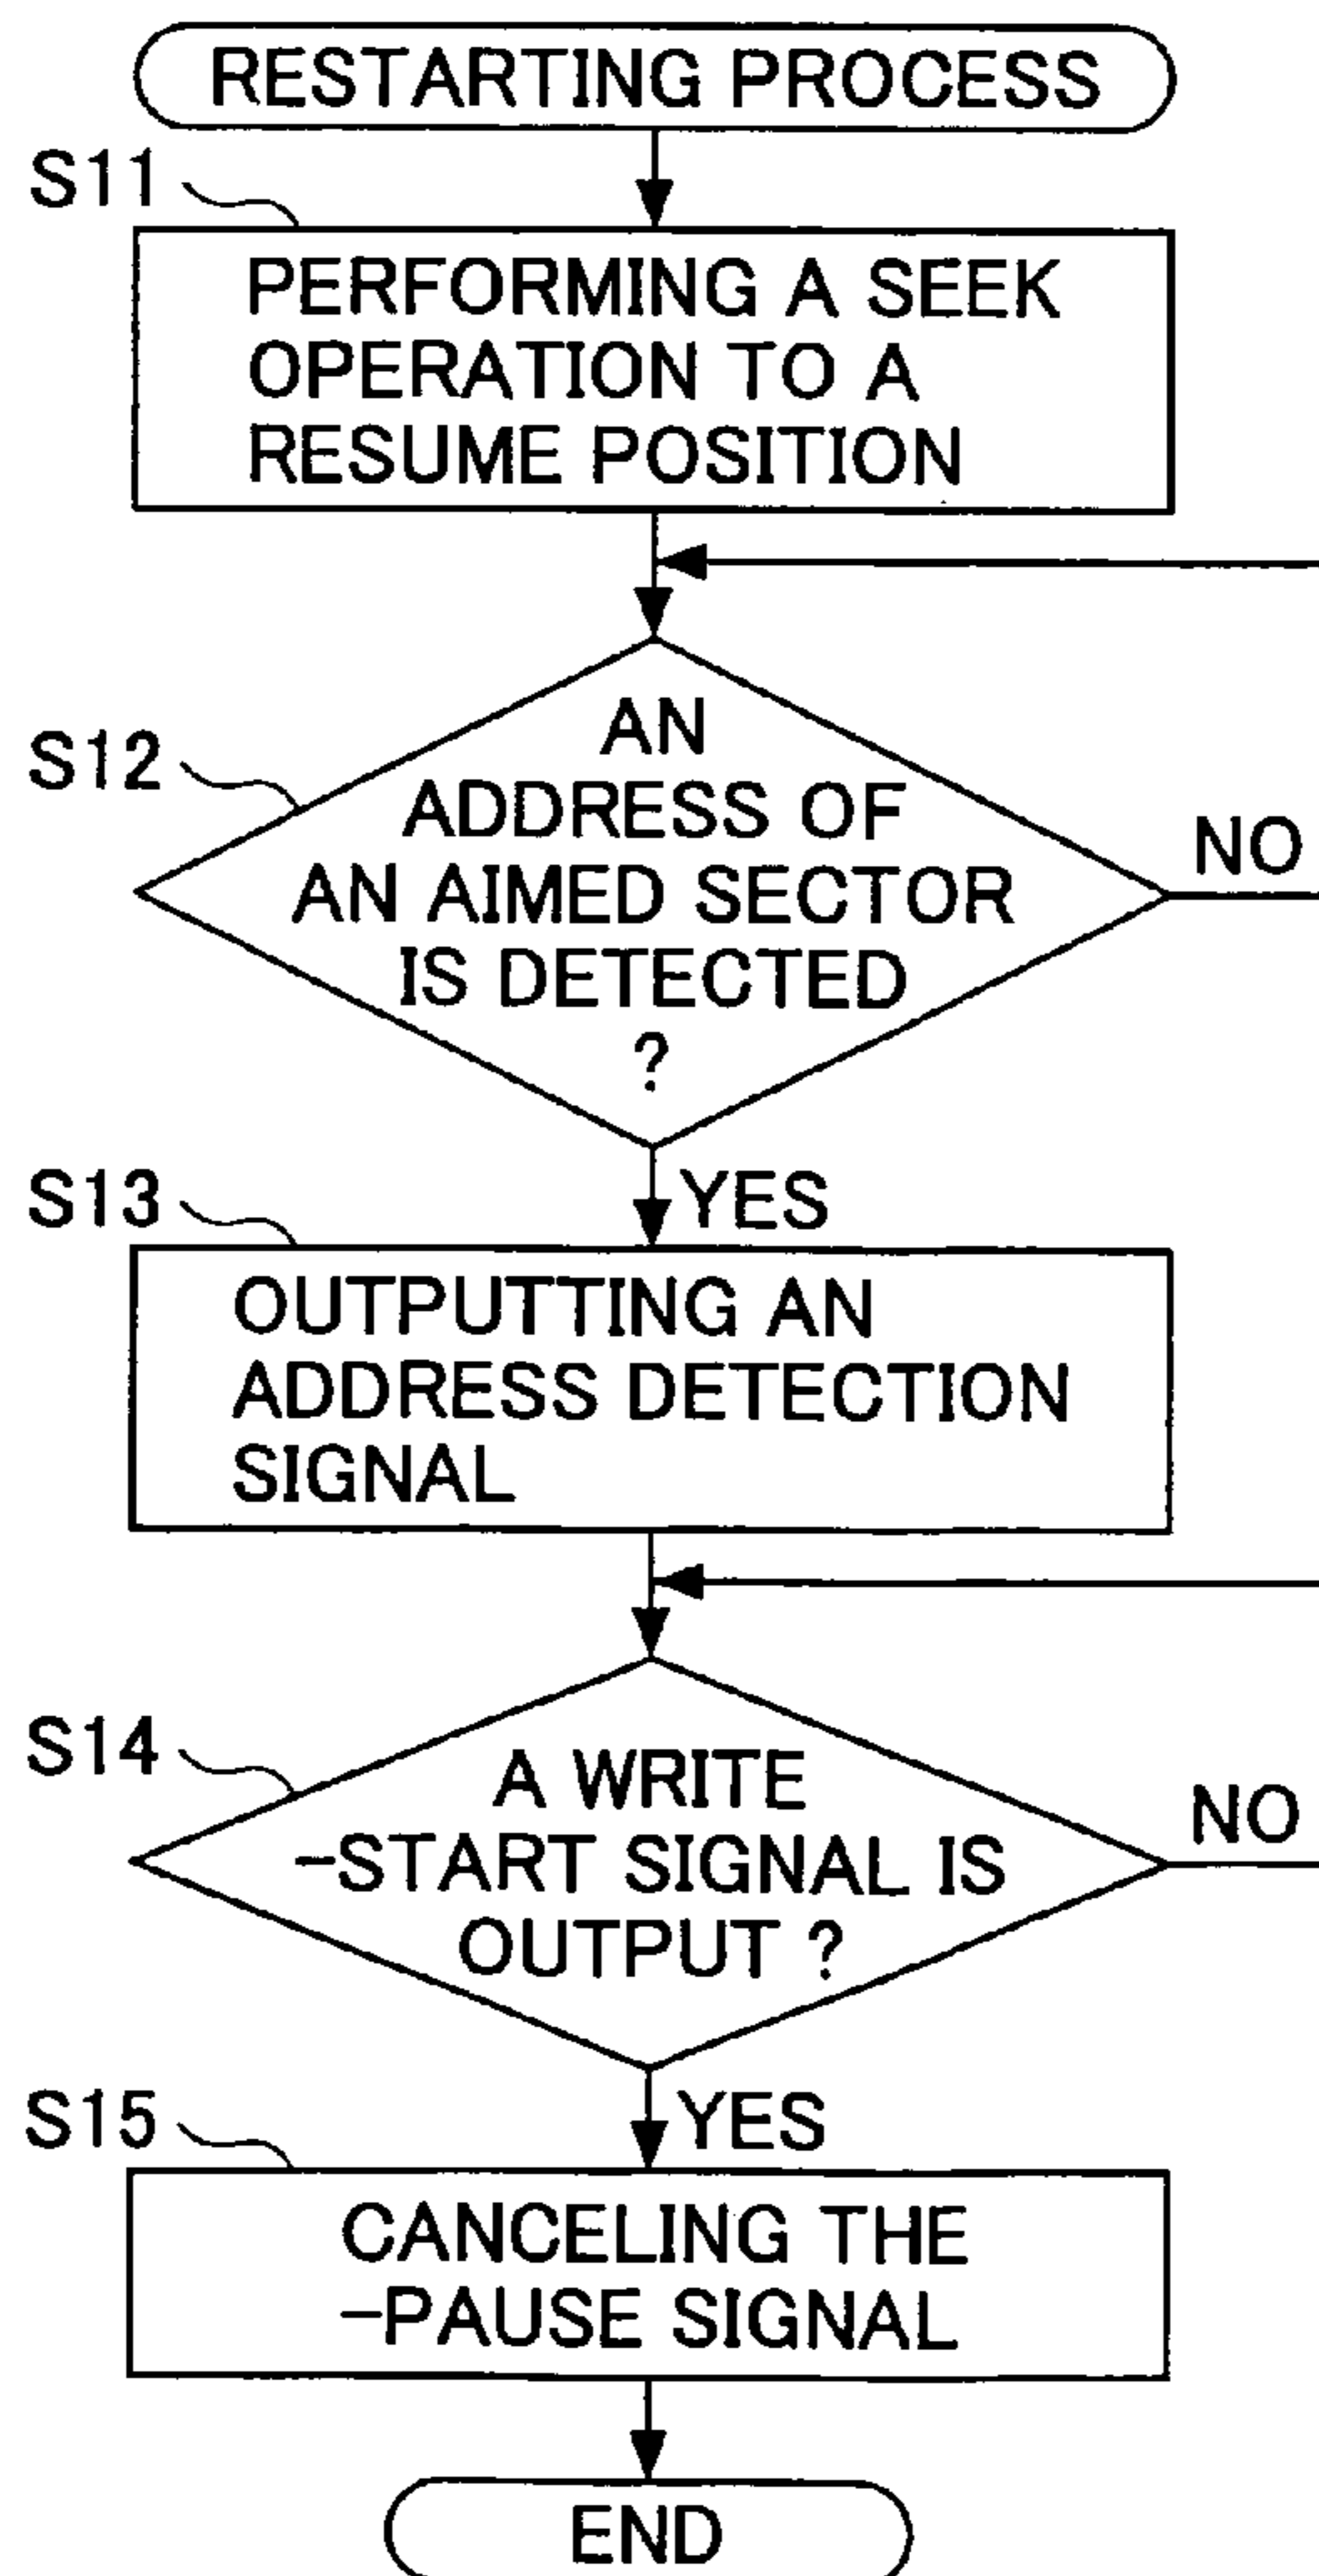 RESTARTING PROCESS
S11
PERFORMING A SEEK
OPERATION TO A
RESUME POSITION
S12
AN
ADDRESS OF
AN AIMED SECTOR
IS DETECTED
?
NO
YES
S13
OUTPUTTING AN
ADDRESS DETECTION
SIGNAL
S14
A WRITE
-START SIGNAL IS
OUTPUT ?
NO
YES
S15
CANCELING THE
-PAUSE SIGNAL
END